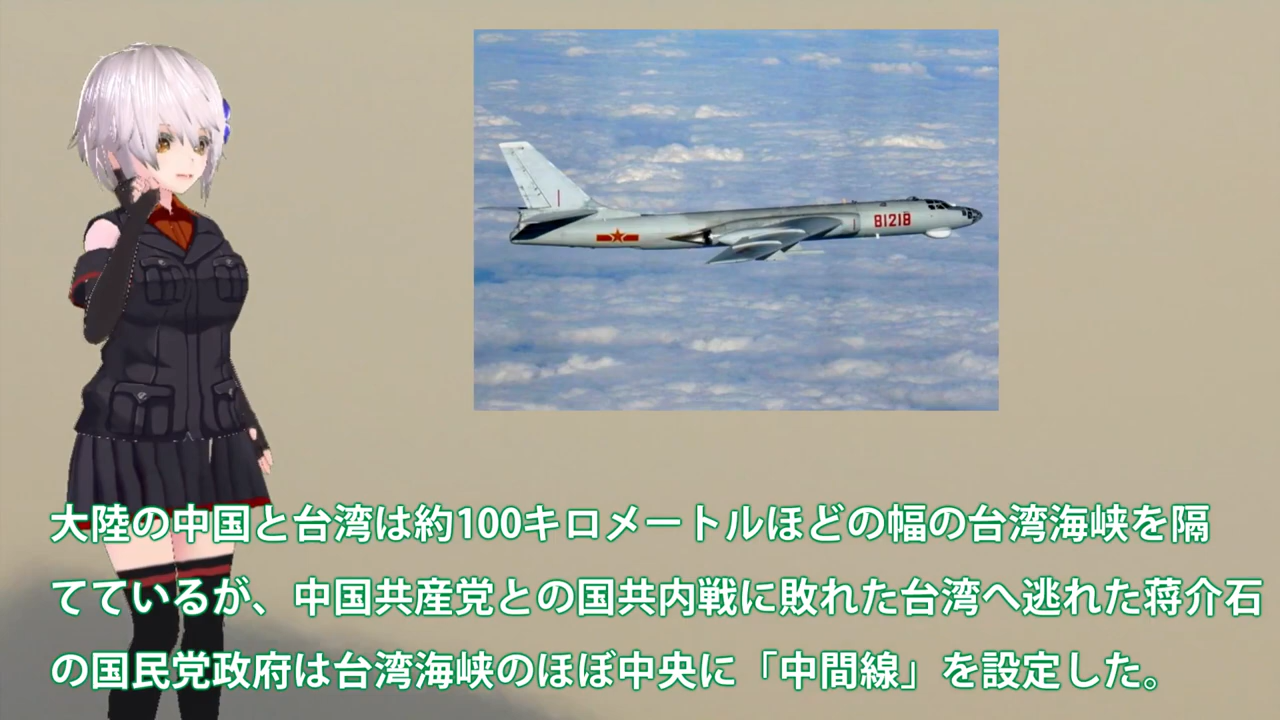 81218
大陸の中国と台湾は約100キロメートルほどの幅の台湾海峡を隔
てているが、中国共産党との国共内戦に敗れた台湾へ逃れた蒋介石
の国民党政府は台湾海峡のほぼ中央に「中間線」を設定した。